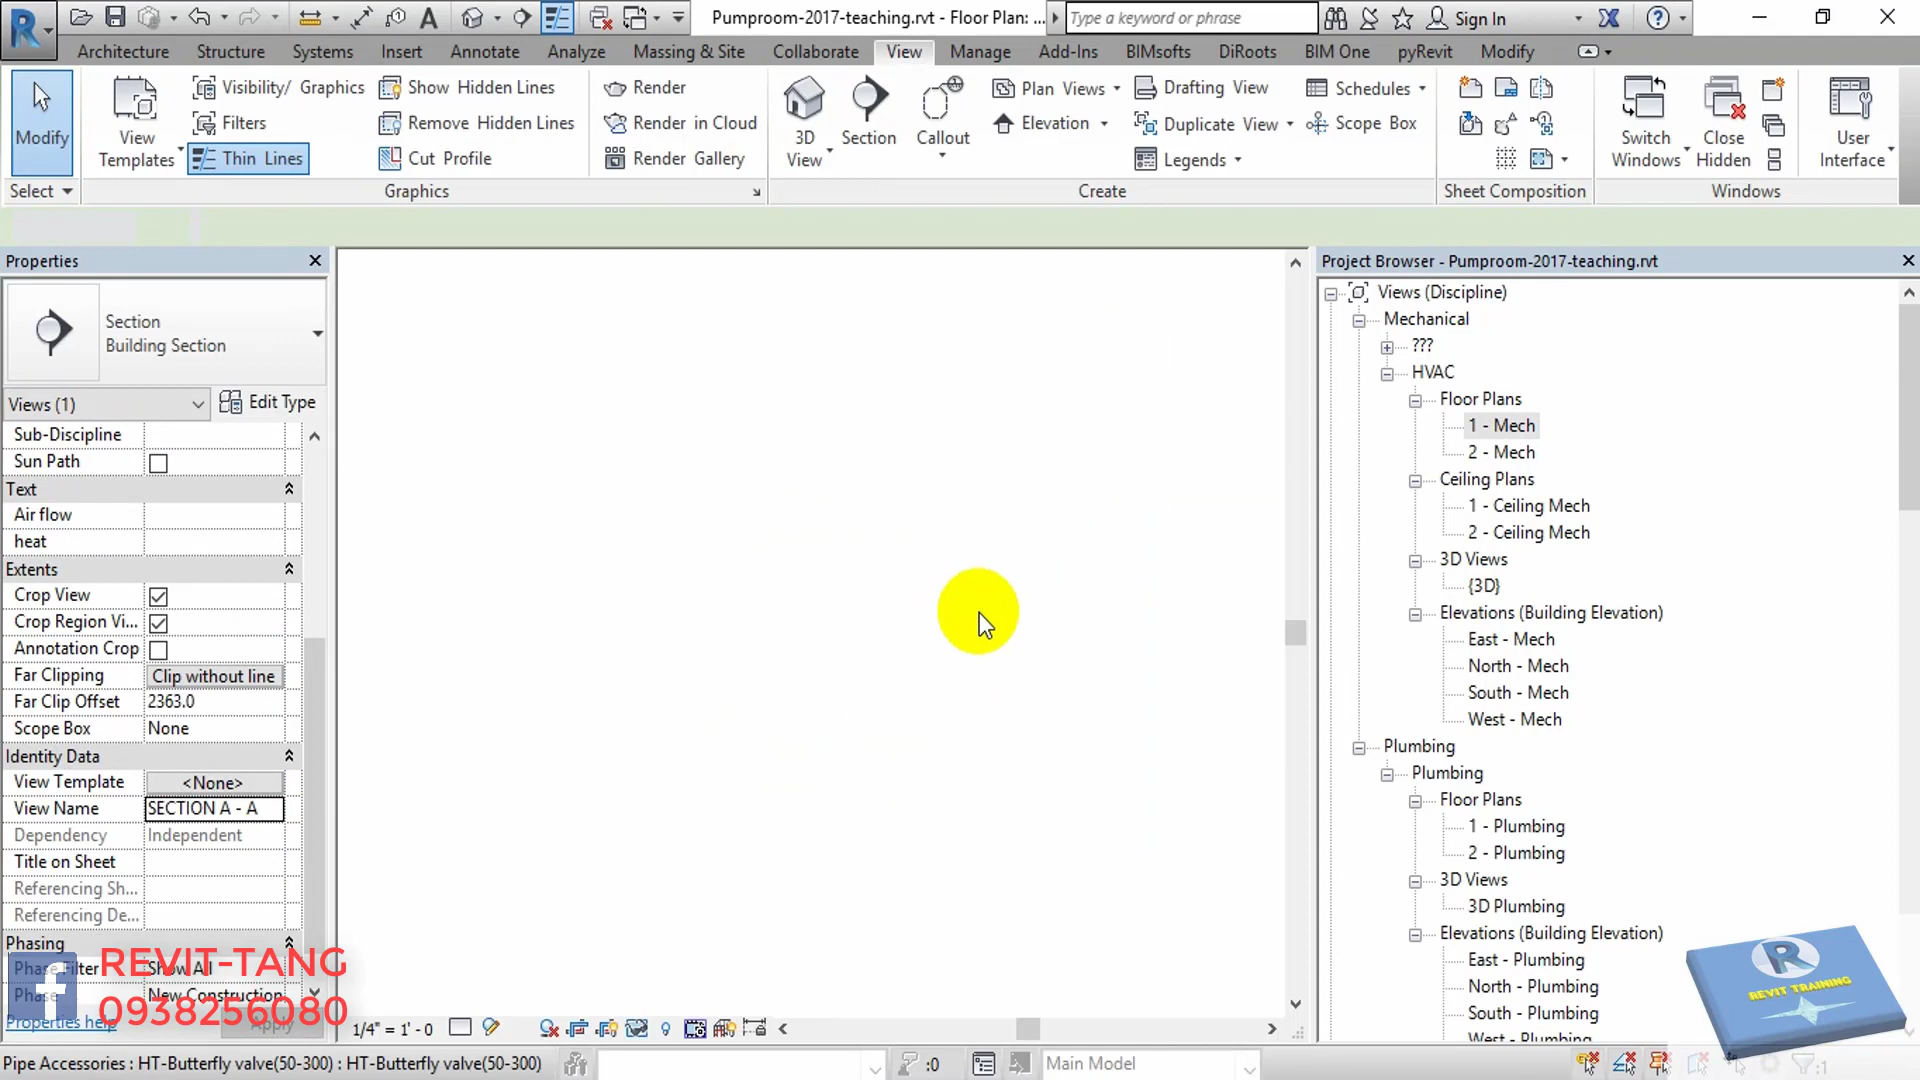 Pumproom-2017-teaching.rvt - Floor Plan: ...
Type a keyword or phrase
Sign In
Architecture Structure Systems Insert Annotate Analyze Massing & Site Collaborate View Manage Add-Ins BIMsofts DiRoots BIM One pyRevit Modify
Modify
Select
View Templates
Visibility/ Graphics
Filters
Thin Lines
Show Hidden Lines
Remove Hidden Lines
Cut Profile
Graphics
Render
Render in Cloud
Render Gallery
3D View
Section
Callout
Plan Views
Elevation
Drafting View
Duplicate View
Legends
Schedules
Scope Box
Create
Sheet Composition
Switch Windows
Close Hidden
User Interface
Windows
Properties
Section
Building Section
Views (1)
Edit Type
Sub-Discipline
Sun Path
Text
Air flow
heat
Extents
Crop View
Crop Region Vi...
Annotation Crop
Far Clipping Clip without line
Far Clip Offset 2363.0
Scope Box None
Identity Data
View Template <None>
View Name SECTION A - A
Dependency Independent
Title on Sheet
Referencing Sh...
Referencing De...
Phasing
Phase Filter Show All
Phase New Construction
Properties help
Apply
REVIT-TANG
0938256080
1/4" = 1' - 0
Pipe Accessories : HT-Butterfly valve(50-300) : HT-Butterfly valve(50-300)
:0
Main Model
:1
Project Browser - Pumproom-2017-teaching.rvt
Views (Discipline)
Mechanical
???
HVAC
Floor Plans
1 - Mech
2 - Mech
Ceiling Plans
1 - Ceiling Mech
2 - Ceiling Mech
3D Views
{3D}
Elevations (Building Elevation)
East - Mech
North - Mech
South - Mech
West - Mech
Plumbing
Plumbing
Floor Plans
1 - Plumbing
2 - Plumbing
3D Views
3D Plumbing
Elevations (Building Elevation)
East - Plumbing
North - Plumbing
South - Plumbing
West - Plumbing
R
REVIT TRAINING